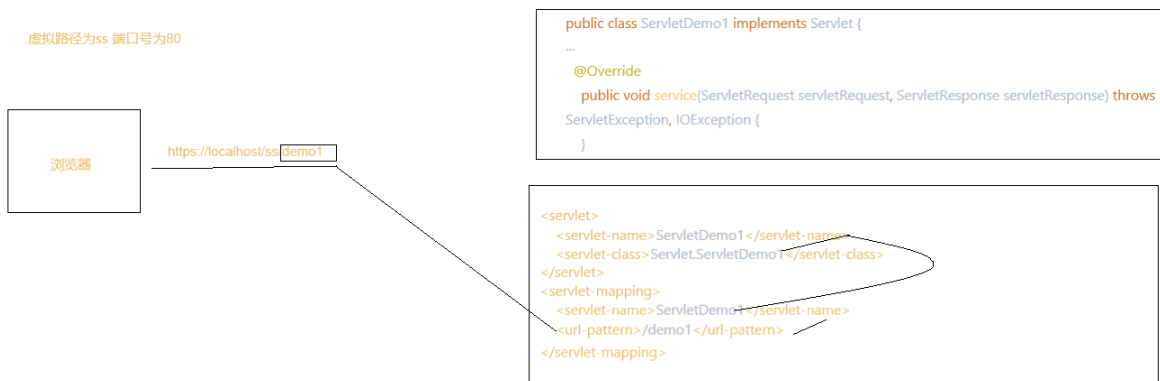 虚拟路径为ss 端口号为80
浏览器
https://localhost/ss/demo1
public class ServletDemo1 implements Servlet {
...
@Override
public void service(ServletRequest servletRequest, ServletResponse servletResponse) throws
ServletException, IOException {
}
<servlet>
<servlet-name>ServletDemo1</servlet-name>
<servlet-class>Servlet.ServletDemo1</servlet-class>
</servlet>
<servlet-mapping>
<servlet-name>ServletDemo1</servlet-name>
<url-pattern>/demo1</url-pattern>
</servlet-mapping>